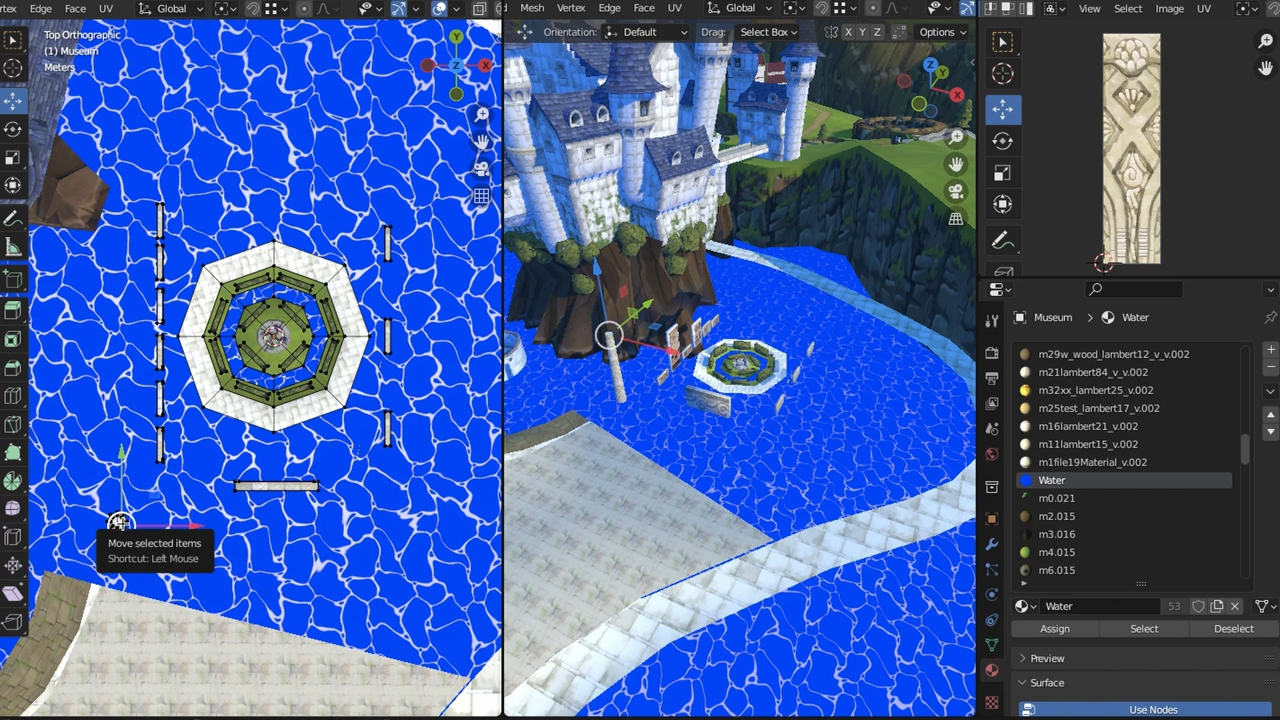 rtex Edge Face UV Global
Mesh Vertex Edge Face UV Global
View Select Image UV
Orientation: Default Drag: Select Box X Y Z Options
Top Orthographic
(1) Museum
Meters
Y
Z
X
Z
Y
X
Museum > Water
m29w_wood_lambert12_v_v.002
m21lambert84_v_v.002
m32xx_lambert25_v.002
m25test_lambert17_v.002
m16lambert21_v.002
m11lambert15_v.002
m1file19Material_v.002
Water
m0.021
m2.015
m3.016
m4.015
m6.015
Move selected items
Shortcut: Left Mouse
Water 53
Assign Select Deselect
Preview
Surface
Use Nodes